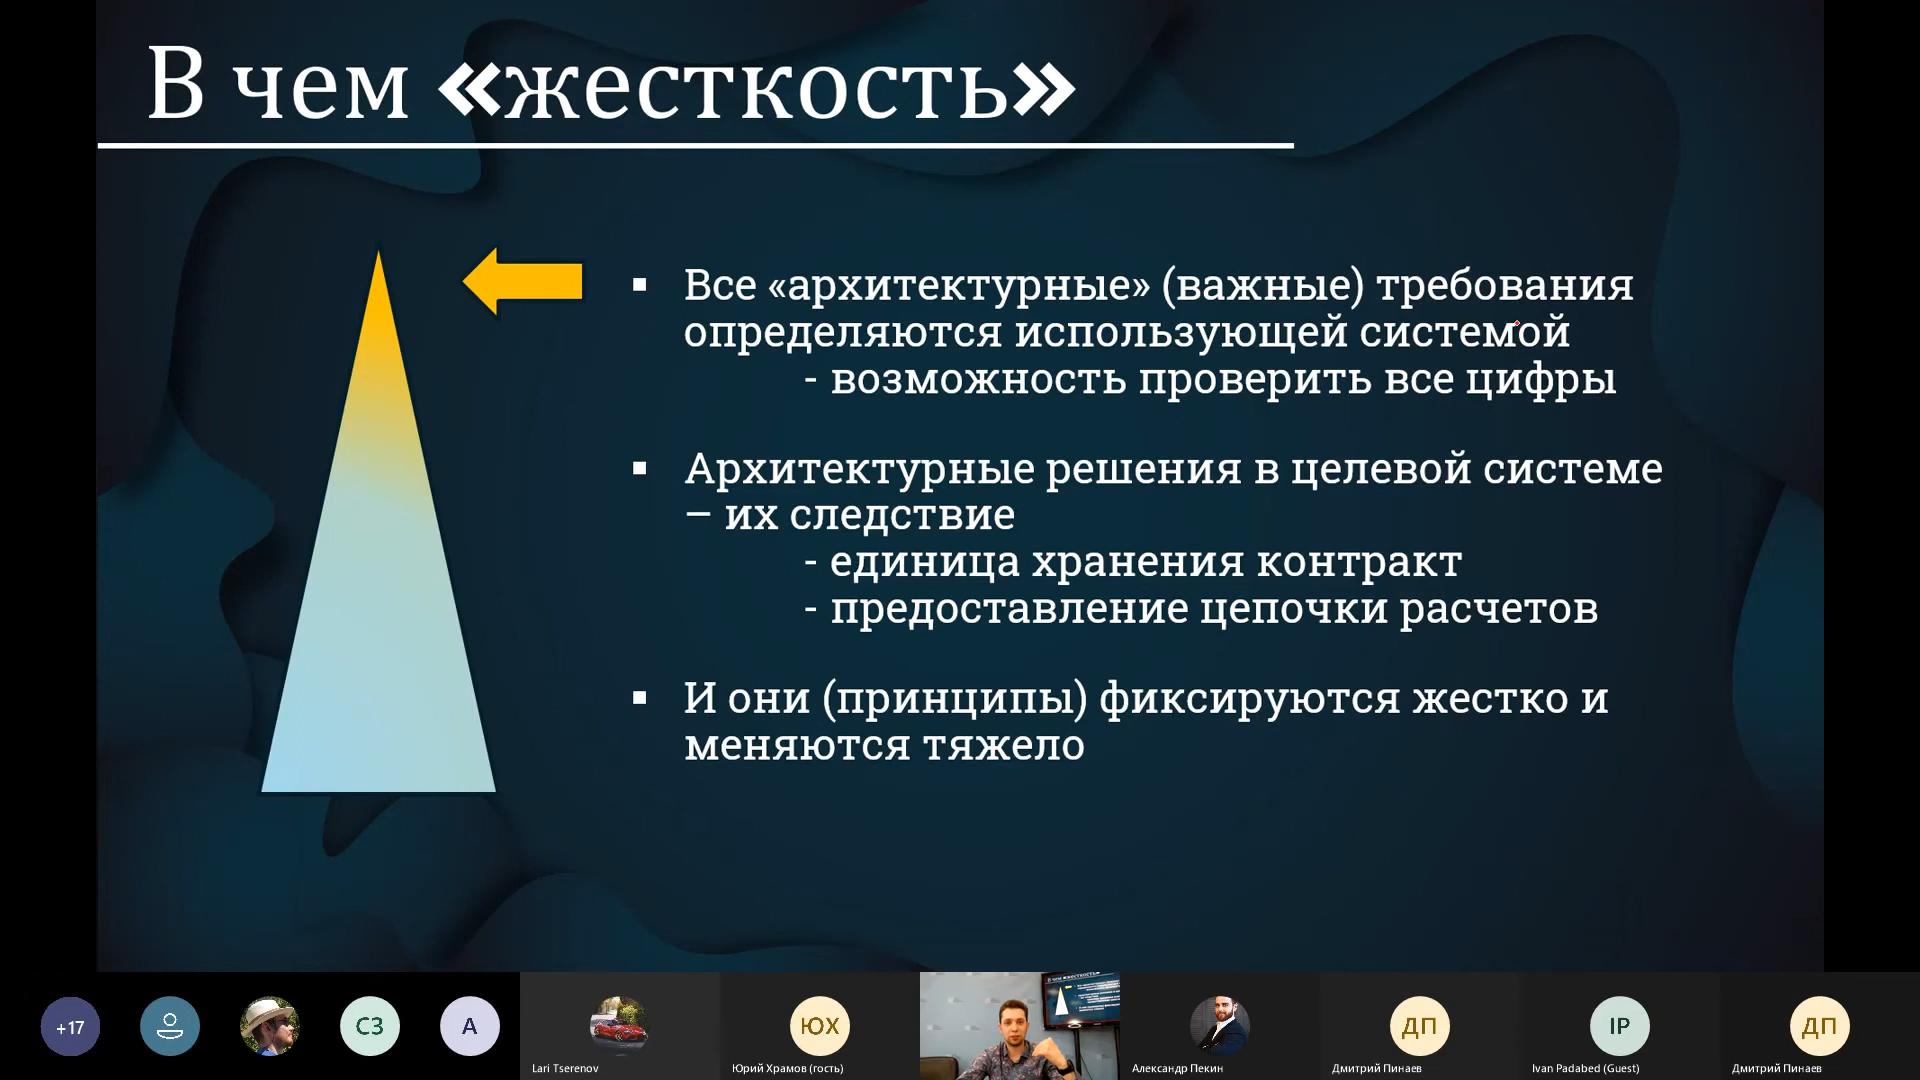 В чем «жесткость»
▪ Все «архитектурные» (важные) требования
определяются использующей системой
- возможность проверить все цифры
▪ Архитектурные решения в целевой системе
– их следствие
- единица хранения контракт
- предоставление цепочки расчетов
▪ И они (принципы) фиксируются жестко и
меняются тяжело
+17
СЗ
А
ЮХ
ДП
IP
ДП
Lari Tserenov
Юрий Храмов (гость)
Александр Пекин
Дмитрий Пинаев
Ivan Padabed (Guest)
Дмитрий Пинаев